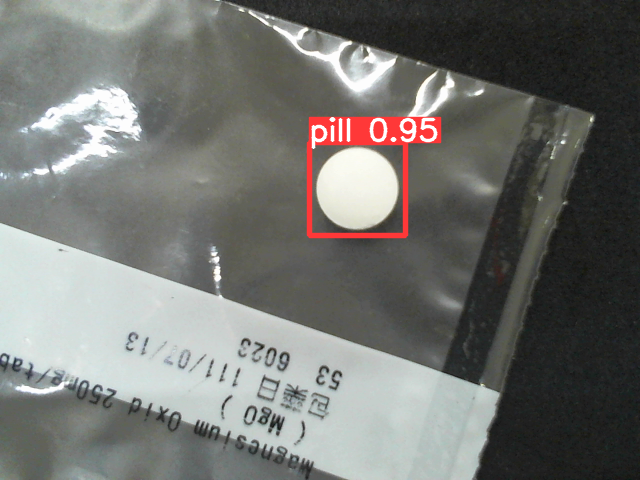 pill 0.95
Magnesium Oxid 250mg/tab
( MgO )
包藥日 111/07/13
53 6023